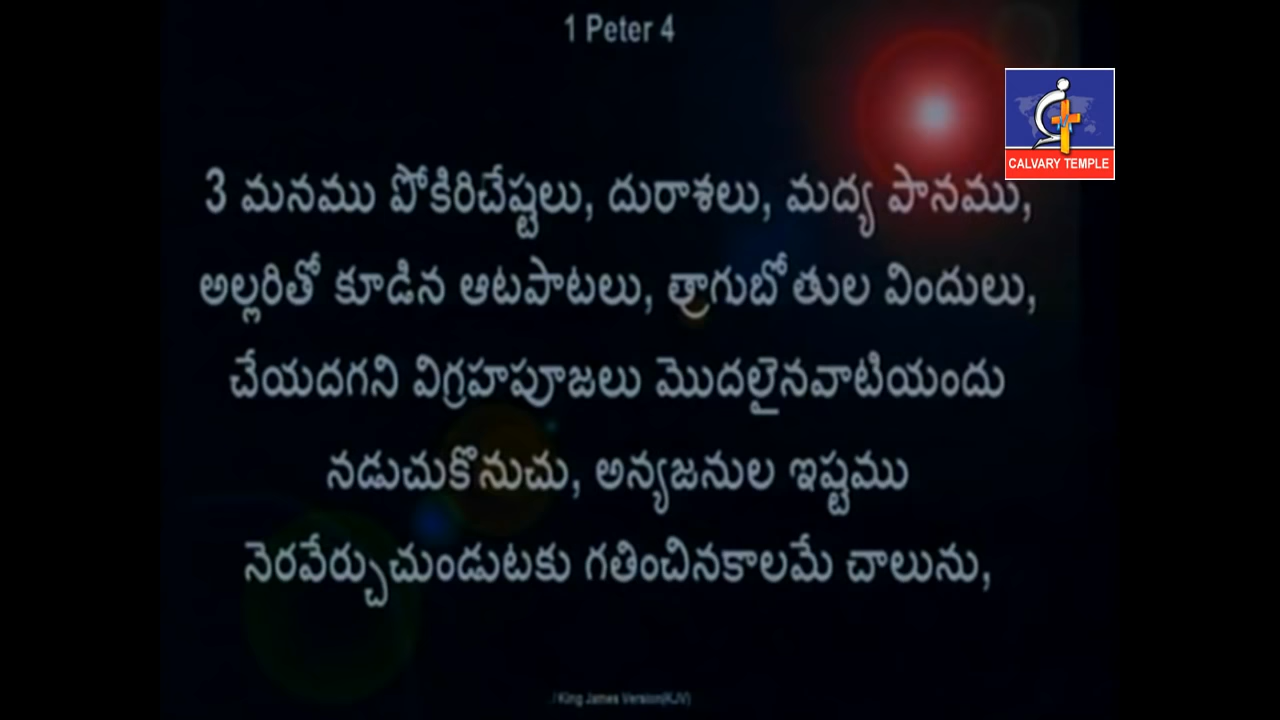 1 Peter 4
CALVARY TEMPLE
3 మనము పోకిరిచేష్టలు, దురాశలు, మద్య పానము,
అల్లరితో కూడిన ఆటపాటలు, త్రాగుబోతుల విందులు,
చేయదగని విగ్రహపూజలు మొదలైనవాటియందు
నడుచుకొనుచు, అన్యజనుల ఇష్టము
నెరవేర్చుచుండుటకు గతించినకాలమే చాలును,
/ King James Version(KJV)